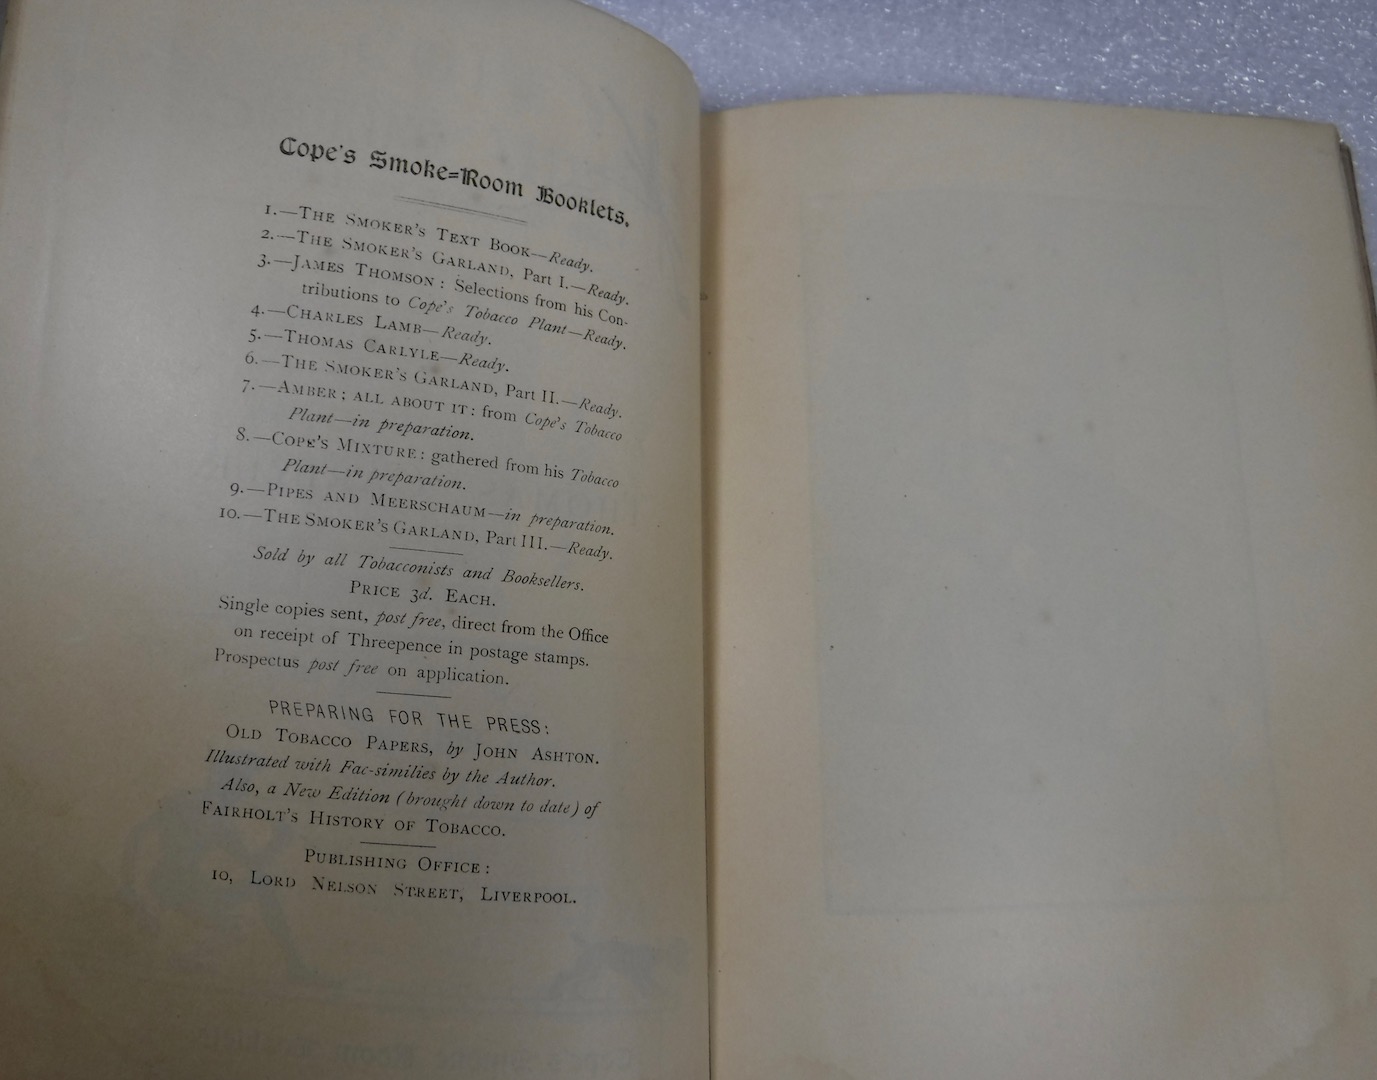 Cope's Smoke=Room Booklets.
1.—THE SMOKER'S TEXT BOOK—Ready.
2.—THE SMOKER'S GARLAND, Part I.—Ready.
3.—JAMES THOMSON: Selections from his Con-
tributions to Cope's Tobacco Plant—Ready.
4.—CHARLES LAMB—Ready.
5.—THOMAS CARLYLE—Ready.
6.—THE SMOKER'S GARLAND, Part II.—Ready.
7.—AMBER; ALL ABOUT IT: from Cope's Tobacco
Plant—in preparation.
8.—COPE'S MIXTURE: gathered from his Tobacco
Plant—in preparation.
9.—PIPES AND MEERSCHAUM—in preparation.
10.—THE SMOKER'S GARLAND, Part III.—Ready.
Sold by all Tobacconists and Booksellers.
PRICE 3d. EACH.
Single copies sent, post free, direct from the Office
on receipt of Threepence in postage stamps.
Prospectus post free on application.
PREPARING FOR THE PRESS:
OLD TOBACCO PAPERS, by JOHN ASHTON.
Illustrated with Fac-similies by the Author.
Also, a New Edition (brought down to date) of
FAIRHOLT'S HISTORY OF TOBACCO.
PUBLISHING OFFICE:
10, LORD NELSON STREET, LIVERPOOL.